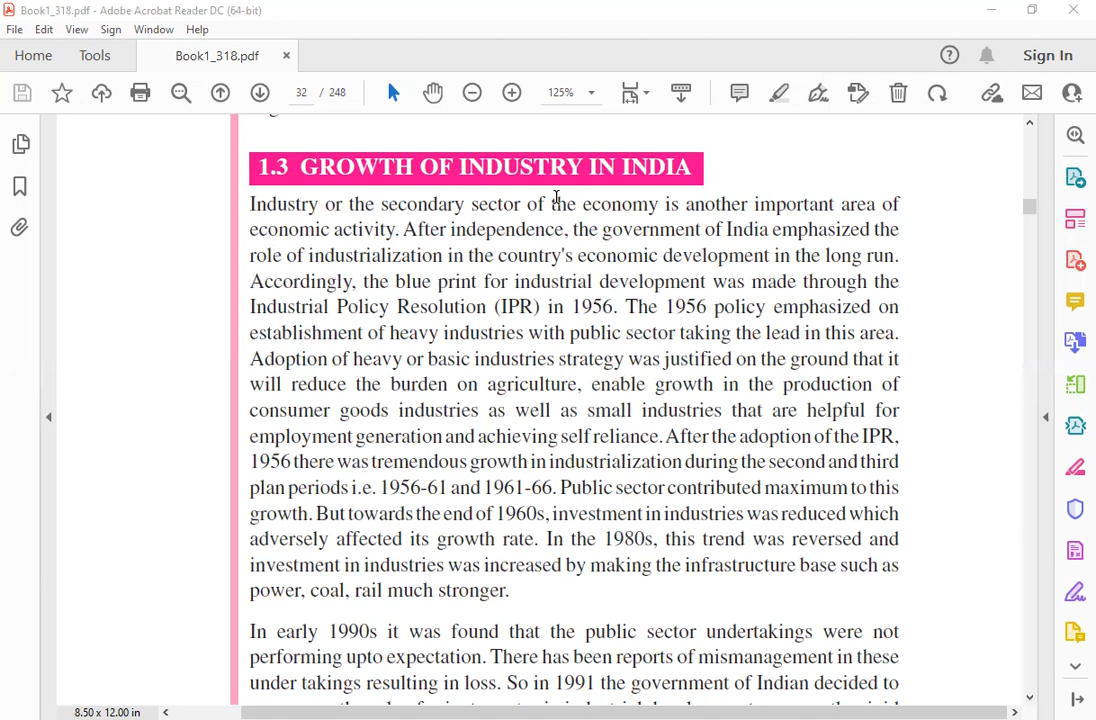 Book1_318.pdf - Adobe Acrobat Reader DC (64-bit)
File Edit View Sign Window Help
Home Tools Book1_318.pdf × Sign In
32 / 248 125%
1.3 GROWTH OF INDUSTRY IN INDIA
Industry or the secondary sector of the economy is another important area of
economic activity. After independence, the government of India emphasized the
role of industrialization in the country's economic development in the long run.
Accordingly, the blue print for industrial development was made through the
Industrial Policy Resolution (IPR) in 1956. The 1956 policy emphasized on
establishment of heavy industries with public sector taking the lead in this area.
Adoption of heavy or basic industries strategy was justified on the ground that it
will reduce the burden on agriculture, enable growth in the production of
consumer goods industries as well as small industries that are helpful for
employment generation and achieving self reliance. After the adoption of the IPR,
1956 there was tremendous growth in industrialization during the second and third
plan periods i.e. 1956-61 and 1961-66. Public sector contributed maximum to this
growth. But towards the end of 1960s, investment in industries was reduced which
adversely affected its growth rate. In the 1980s, this trend was reversed and
investment in industries was increased by making the infrastructure base such as
power, coal, rail much stronger.
In early 1990s it was found that the public sector undertakings were not
performing upto expectation. There has been reports of mismanagement in these
under takings resulting in loss. So in 1991 the government of Indian decided to
8.50 x 12.00 in